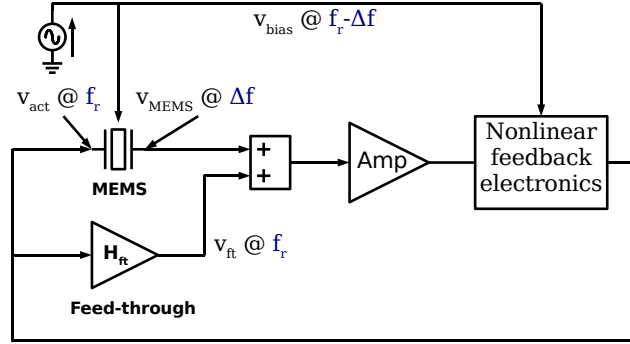 v_bias @ f_r-Δf
v_act @ f_r
v_MEMS @ Δf
MEMS
+
+
Amp
Nonlinear
feedback
electronics
H_ft
v_ft @ f_r
Feed-through